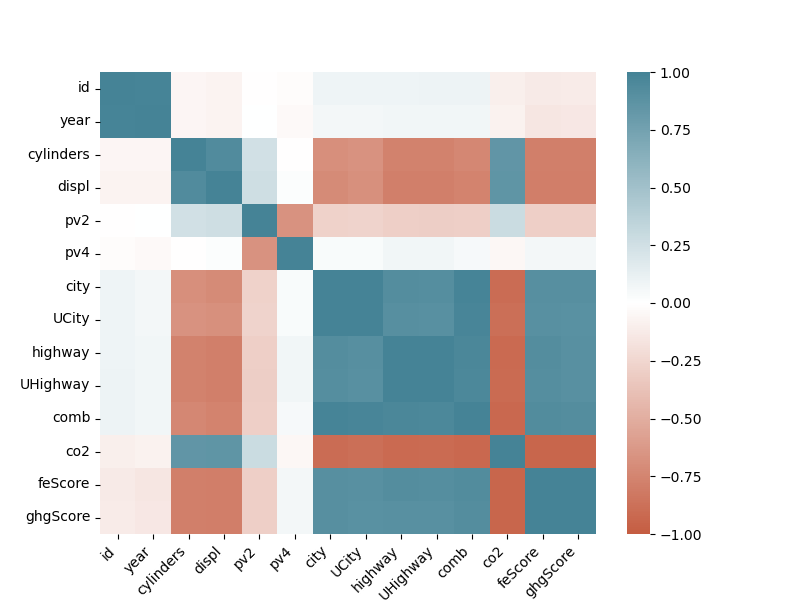 id
year
cylinders
displ
pv2
pv4
city
UCity
highway
UHighway
comb
co2
feScore
ghgScore
id
year
cylinders
displ
pv2
pv4
city
UCity
highway
UHighway
comb
co2
feScore
ghgScore
1.00
0.75
0.50
0.25
0.00
−0.25
−0.50
−0.75
−1.00